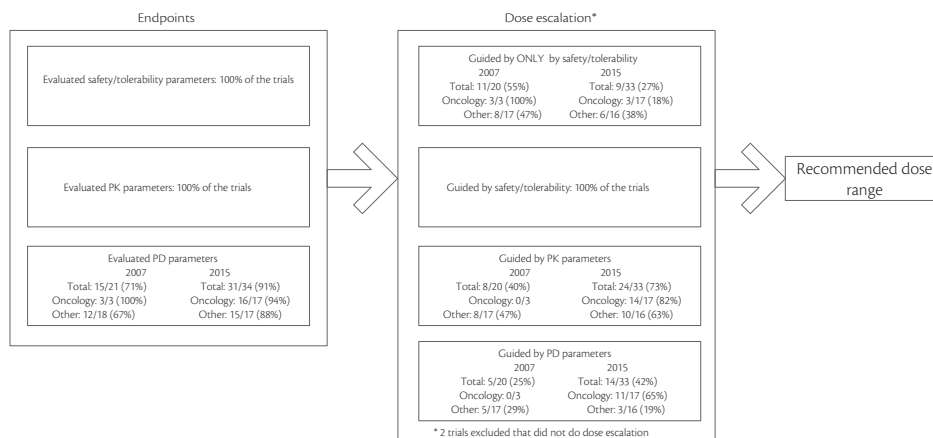 Endpoints
Evaluated safety/tolerability parameters: 100% of the trials
Evaluated PK parameters: 100% of the trials
Evaluated PD parameters
2007 2015
Total: 15/21 (71%) Total: 31/34 (91%)
Oncology: 3/3 (100%) Oncology: 16/17 (94%)
Other: 12/18 (67%) Other: 15/17 (88%)
Dose escalation*
Guided by ONLY by safety/tolerability
2007 2015
Total: 11/20 (55%) Total: 9/33 (27%)
Oncology: 3/3 (100%) Oncology: 3/17 (18%)
Other: 8/17 (47%) Other: 6/16 (38%)
Guided by safety/tolerability: 100% of the trials
Guided by PK parameters
2007 2015
Total: 8/20 (40%) Total: 24/33 (73%)
Oncology: 0/3 Oncology: 14/17 (82%)
Other: 8/17 (47%) Other: 10/16 (63%)
Guided by PD parameters
2007 2015
Total: 5/20 (25%) Total: 14/33 (42%)
Oncology: 0/3 Oncology: 11/17 (65%)
Other: 5/17 (29%) Other: 3/16 (19%)
* 2 trials excluded that did not do dose escalation
Recommended dose
range